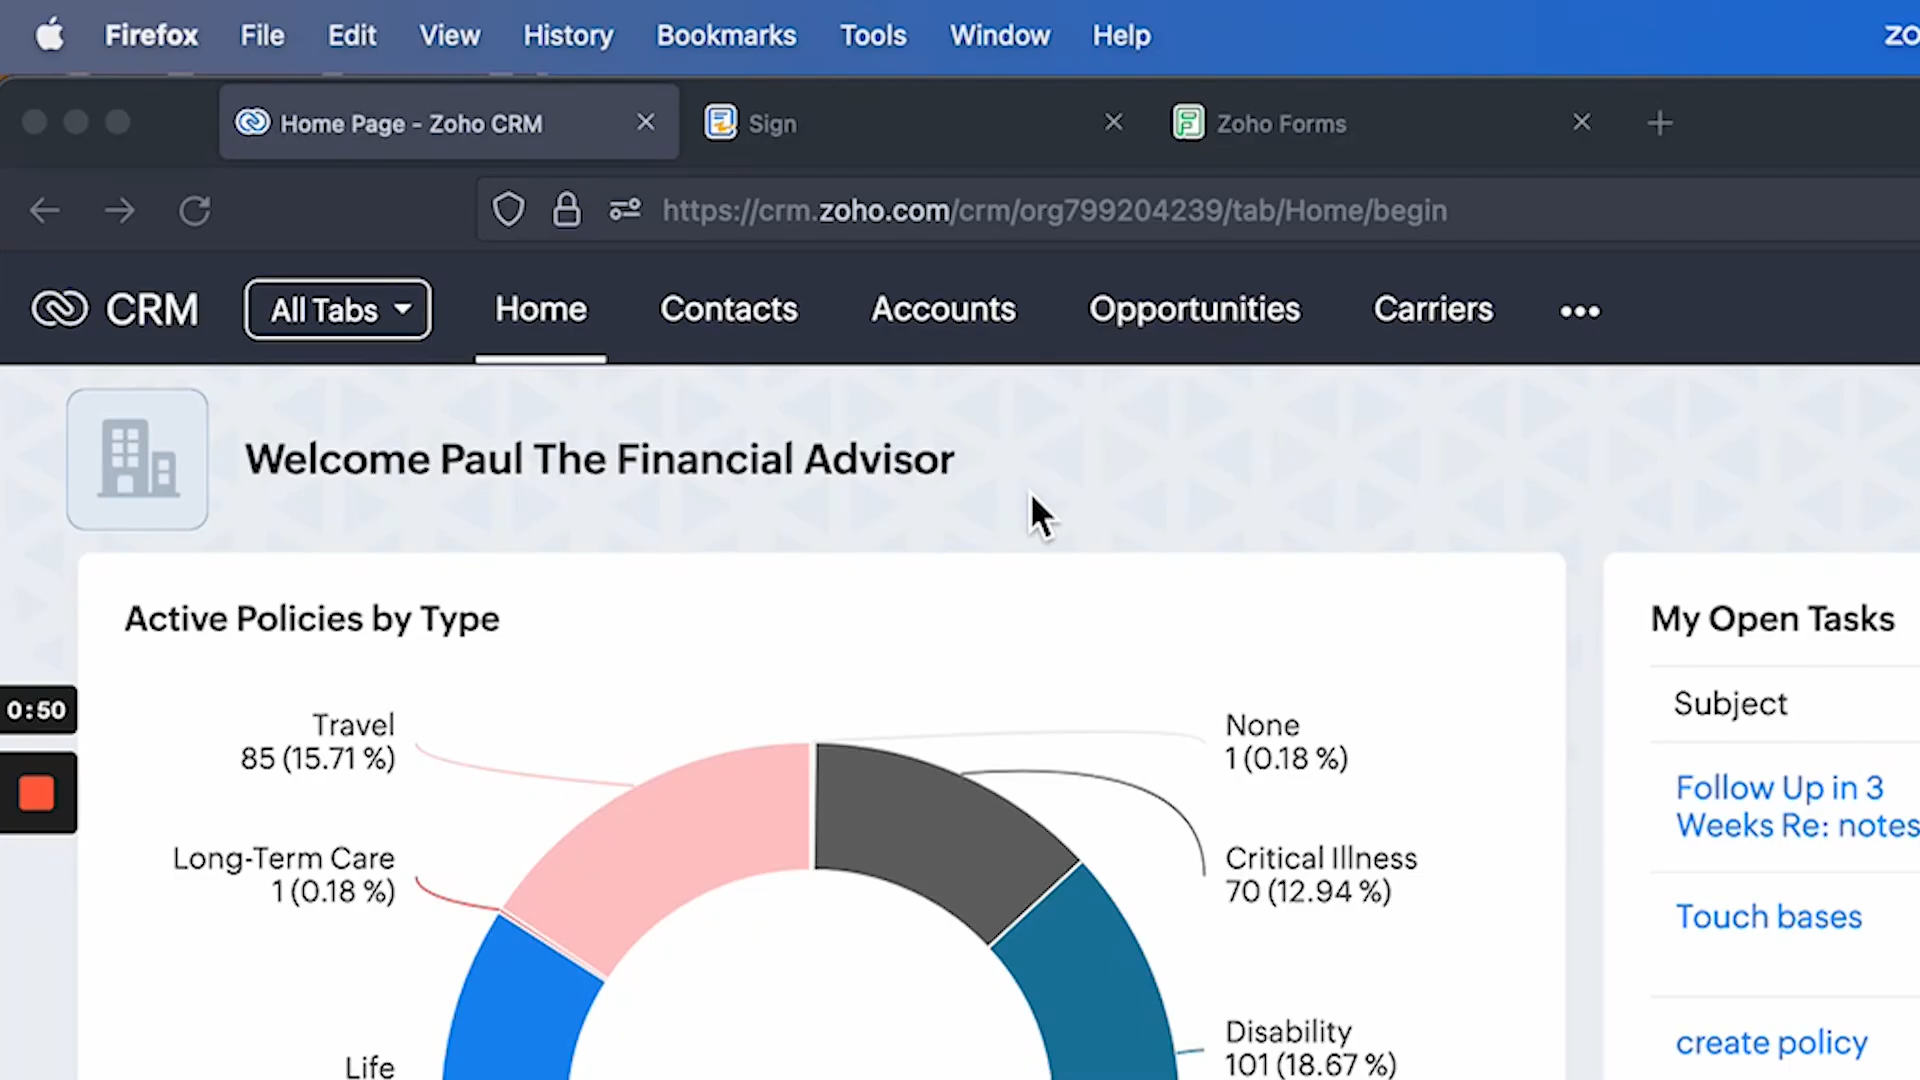 Firefox File Edit View History Bookmarks Tools Window Help ZO
Home Page - Zoho CRM Sign Zoho Forms
https://crm.zoho.com/crm/org799204239/tab/Home/begin
CRM All Tabs Home Contacts Accounts Opportunities Carriers
Welcome Paul The Financial Advisor
Active Policies by Type
Travel
85 (15.71 %)
None
1 (0.18 %)
Long-Term Care
1 (0.18 %)
Critical Illness
70 (12.94 %)
Life
Disability
101 (18.67 %)
My Open Tasks
Subject
Follow Up in 3
Weeks Re: notes
Touch bases
create policy
0:50